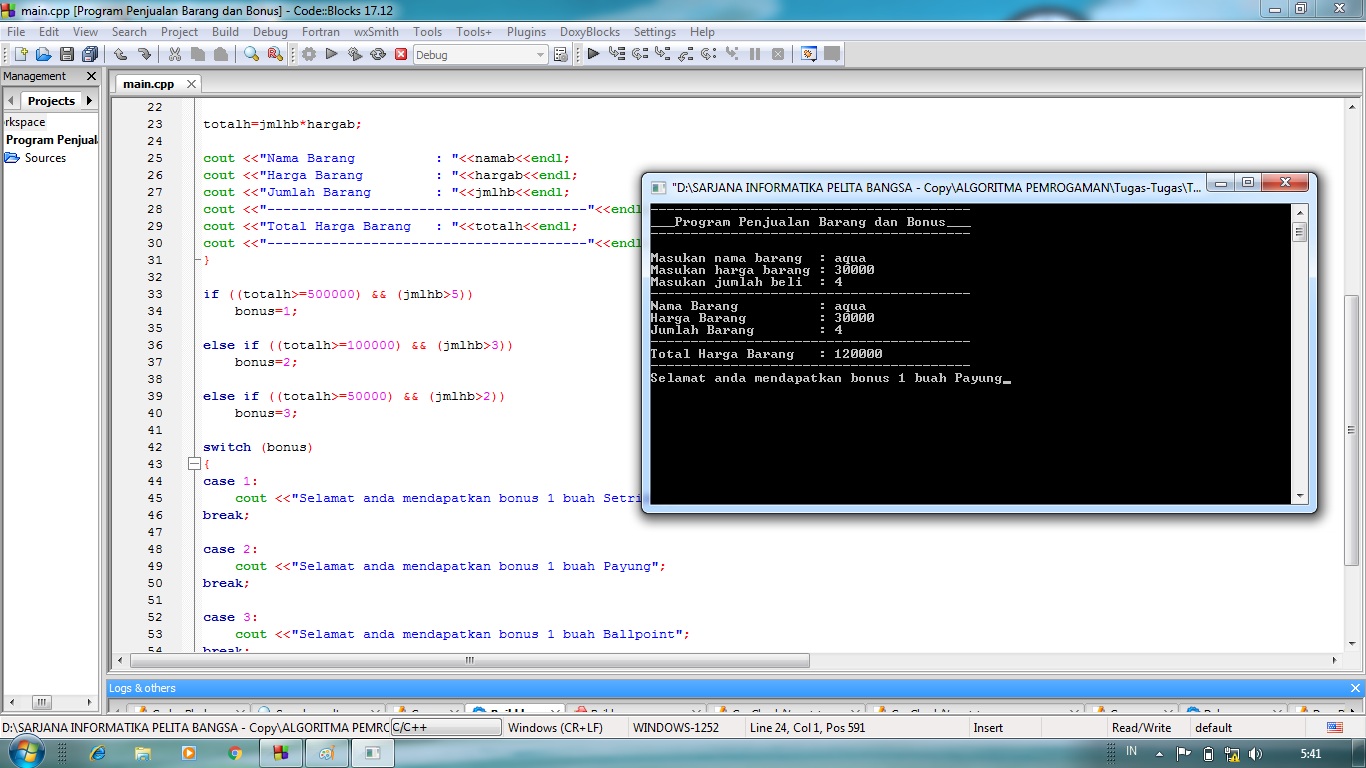 main.cpp [Program Penjualan Barang dan Bonus] - Code::Blocks 17.12
File Edit View Search Project Build Debug Fortran wxSmith Tools Tools+ Plugins DoxyBlocks Settings Help
Debug
Management
Projects
rkspace
Program Penjual
Sources
main.cpp
22
23 totalh=jmlhb*hargab;
24
25 cout <<"Nama Barang          : "<<namab<<endl;
26 cout <<"Harga Barang         : "<<hargab<<endl;
27 cout <<"Jumlah Barang        : "<<jmlhb<<endl;
28 cout <<"----------------------------------------"<<endl
29 cout <<"Total Harga Barang   : "<<totalh<<endl;
30 cout <<"----------------------------------------"<<endl
31 }
32
33 if ((totalh>=500000) && (jmlhb>5))
34     bonus=1;
35
36 else if ((totalh>=100000) && (jmlhb>3))
37     bonus=2;
38
39 else if ((totalh>=50000) && (jmlhb>2))
40     bonus=3;
41
42 switch (bonus)
43 {
44 case 1:
45     cout <<"Selamat anda mendapatkan bonus 1 buah Setri
46 break;
47
48 case 2:
49     cout <<"Selamat anda mendapatkan bonus 1 buah Payung";
50 break;
51
52 case 3:
53     cout <<"Selamat anda mendapatkan bonus 1 buah Ballpoint";
54 break;
"D:\SARJANA INFORMATIKA PELITA BANGSA - Copy\ALGORITMA PEMROGAMAN\Tugas-Tugas\T...
----------------------------------------
___Program Penjualan Barang dan Bonus___
----------------------------------------
Masukan nama barang  : aqua
Masukan harga barang : 30000
Masukan jumlah beli  : 4
----------------------------------------
Nama Barang          : aqua
Harga Barang         : 30000
Jumlah Barang        : 4
----------------------------------------
Total Harga Barang   : 120000
----------------------------------------
Selamat anda mendapatkan bonus 1 buah Payung_
Logs & others
D:\SARJANA INFORMATIKA PELITA BANGSA - Copy\ALGORITMA PEMRO C/C++ Windows (CR+LF) WINDOWS-1252 Line 24, Col 1, Pos 591 Insert Read/Write default
IN 5:41